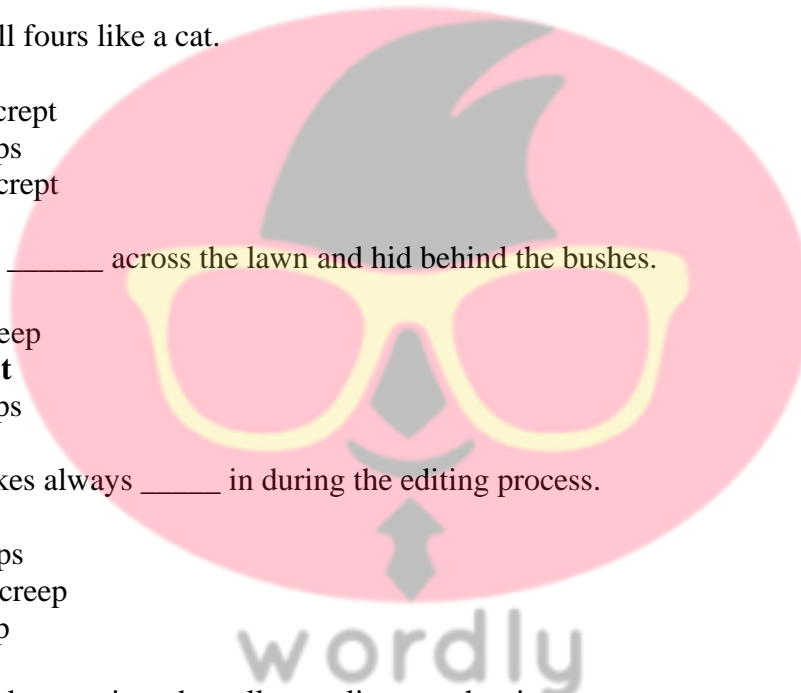 ll fours like a cat.
crept
ps
crept
______ across the lawn and hid behind the bushes.
eep
t
ps
kes always _____ in during the editing process.
ps
creep
p
wordly